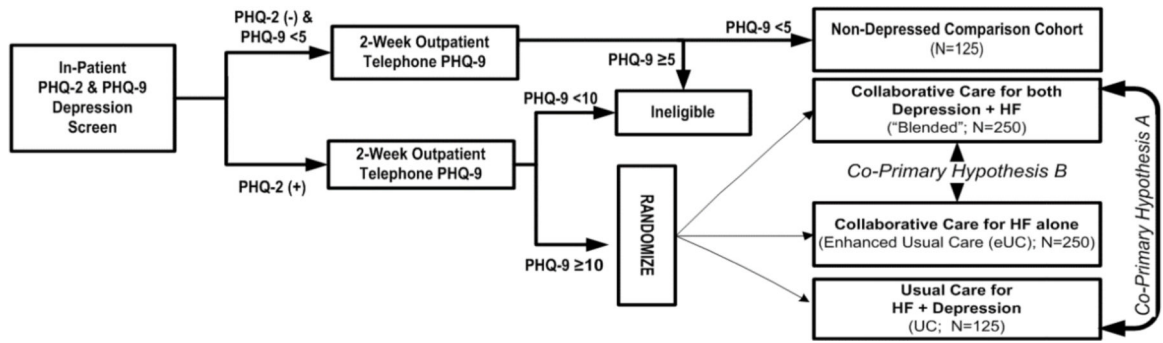 In-Patient
PHQ-2 & PHQ-9
Depression
Screen
PHQ-2 (-) &
PHQ-9 <5
2-Week Outpatient
Telephone PHQ-9
PHQ-9 <5
Non-Depressed Comparison Cohort
(N=125)
PHQ-9 ≥5
Ineligible
PHQ-9 <10
PHQ-2 (+)
2-Week Outpatient
Telephone PHQ-9
PHQ-9 ≥10
RANDOMIZE
Collaborative Care for both
Depression + HF
("Blended"; N=250)
Co-Primary Hypothesis B
Collaborative Care for HF alone
(Enhanced Usual Care (eUC); N=250)
Usual Care for
HF + Depression
(UC; N=125)
Co-Primary Hypothesis A